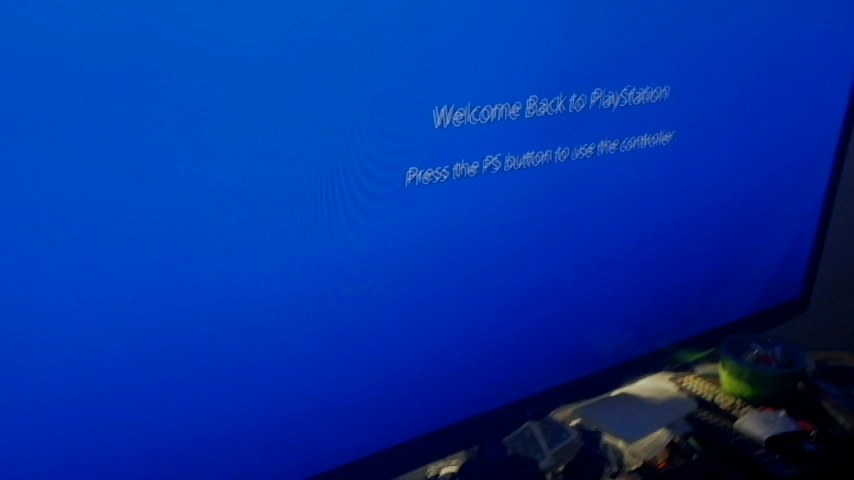 Welcome Back to PlayStation
Press the PS button to use the controller.